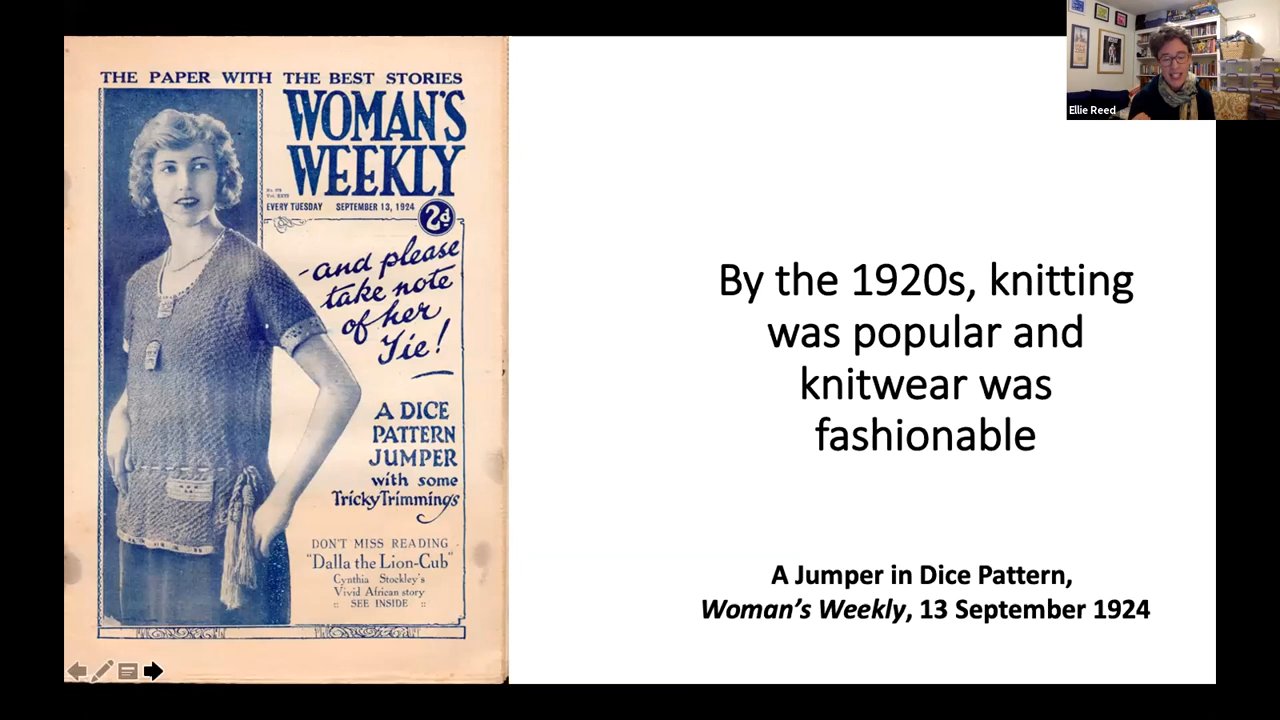 THE PAPER WITH THE BEST STORIES
WOMAN'S
WEEKLY
EVERY TUESDAY SEPTEMBER 13, 1924
2d
-and please
take note
of her
Tie!
A DICE
PATTERN
JUMPER
with some
Tricky Trimmings
DON'T MISS READING
"Dalla the Lion-Cub"
Cynthia Stockley's
Vivid African story
:: SEE INSIDE ::
By the 1920s, knitting
was popular and
knitwear was
fashionable
A Jumper in Dice Pattern,
Woman's Weekly, 13 September 1924
Ellie Reed